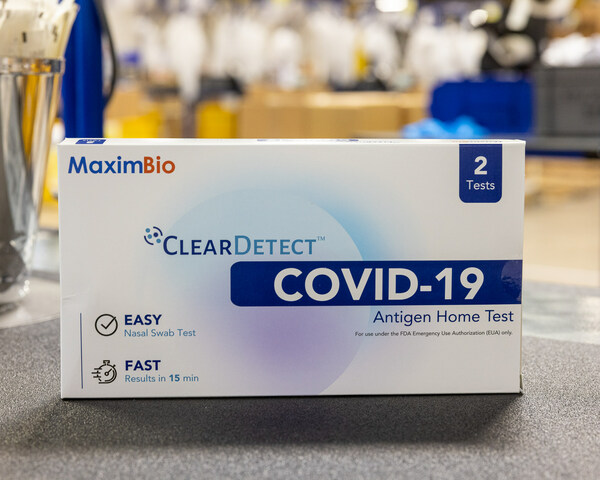 MaximBio
2
Tests
CLEARDETECT™
COVID-19
Antigen Home Test
For use under the FDA Emergency Use Authorization (EUA) only.
EASY
Nasal Swab Test
FAST
Results in 15 min